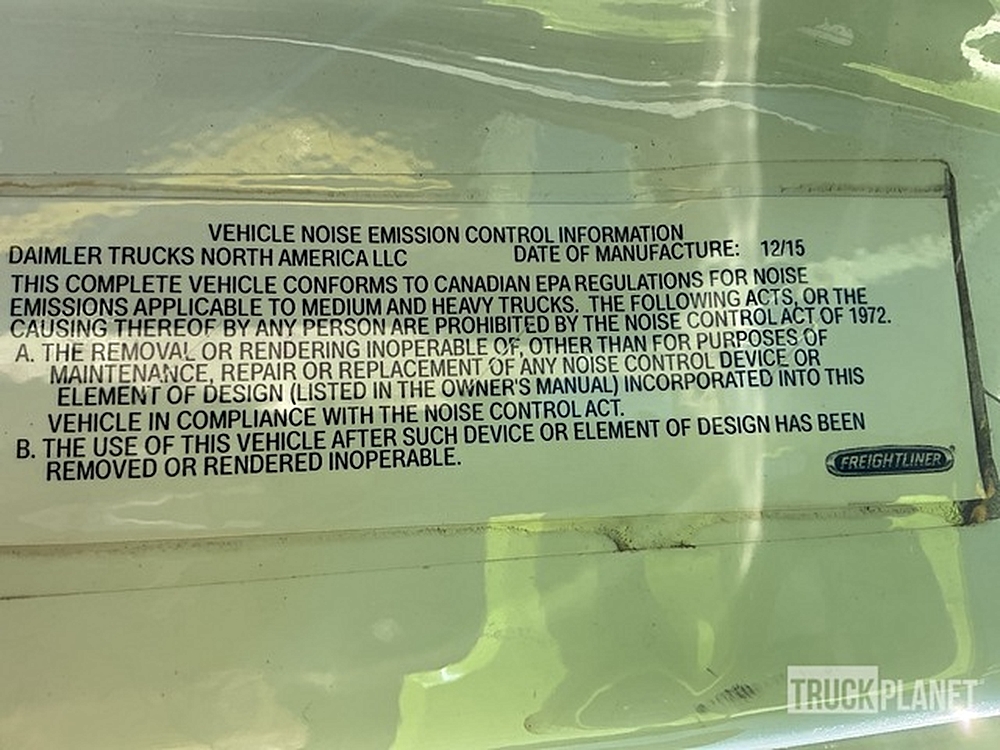 VEHICLE NOISE EMISSION CONTROL INFORMATION
DAIMLER TRUCKS NORTH AMERICA LLC DATE OF MANUFACTURE: 12/15
THIS COMPLETE VEHICLE CONFORMS TO CANADIAN EPA REGULATIONS FOR NOISE
EMISSIONS APPLICABLE TO MEDIUM AND HEAVY TRUCKS. THE FOLLOWING ACTS, OR THE
CAUSING THEREOF BY ANY PERSON ARE PROHIBITED BY THE NOISE CONTROL ACT OF 1972.
A. THE REMOVAL OR RENDERING INOPERABLE OF, OTHER THAN FOR PURPOSES OF
MAINTENANCE, REPAIR OR REPLACEMENT OF ANY NOISE CONTROL DEVICE OR
ELEMENT OF DESIGN (LISTED IN THE OWNER'S MANUAL) INCORPORATED INTO THIS
VEHICLE IN COMPLIANCE WITH THE NOISE CONTROL ACT.
B. THE USE OF THIS VEHICLE AFTER SUCH DEVICE OR ELEMENT OF DESIGN HAS BEEN
REMOVED OR RENDERED INOPERABLE.
FREIGHTLINER
TRUCKPLANET